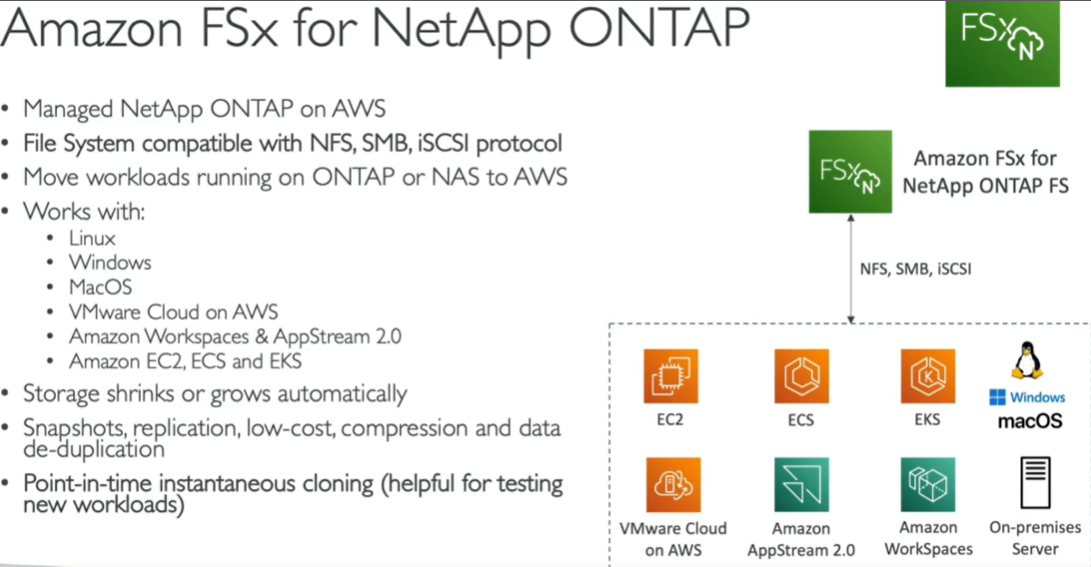 Amazon FSx for NetApp ONTAP
FSx N
• Managed NetApp ONTAP on AWS
• File System compatible with NFS, SMB, iSCSI protocol
• Move workloads running on ONTAP or NAS to AWS
• Works with:
• Linux
• Windows
• MacOS
• VMware Cloud on AWS
• Amazon Workspaces & AppStream 2.0
• Amazon EC2, ECS and EKS
• Storage shrinks or grows automatically
• Snapshots, replication, low-cost, compression and data
de-duplication
• Point-in-time instantaneous cloning (helpful for testing
new workloads)
FSx N
Amazon FSx for
NetApp ONTAP FS
NFS, SMB, iSCSI
EC2
ECS
K
EKS
Windows
macOS
VMware Cloud
on AWS
Amazon
AppStream 2.0
Amazon
WorkSpaces
On-premises
Server